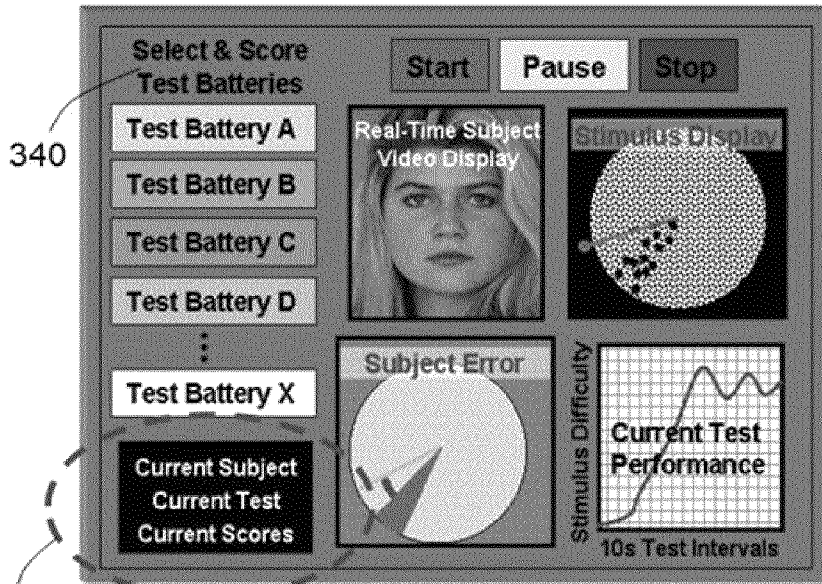 Select & Score
Test Batteries
Start
Pause
Stop
340
Test Battery A
Test Battery B
Test Battery C
Test Battery D
Test Battery X
Real-Time Subject
Video Display
Stimulus Display
Subject Error
Stimulus Difficulty
Current Test
Performance
10s Test Intervals
Current Subject
Current Test
Current Scores